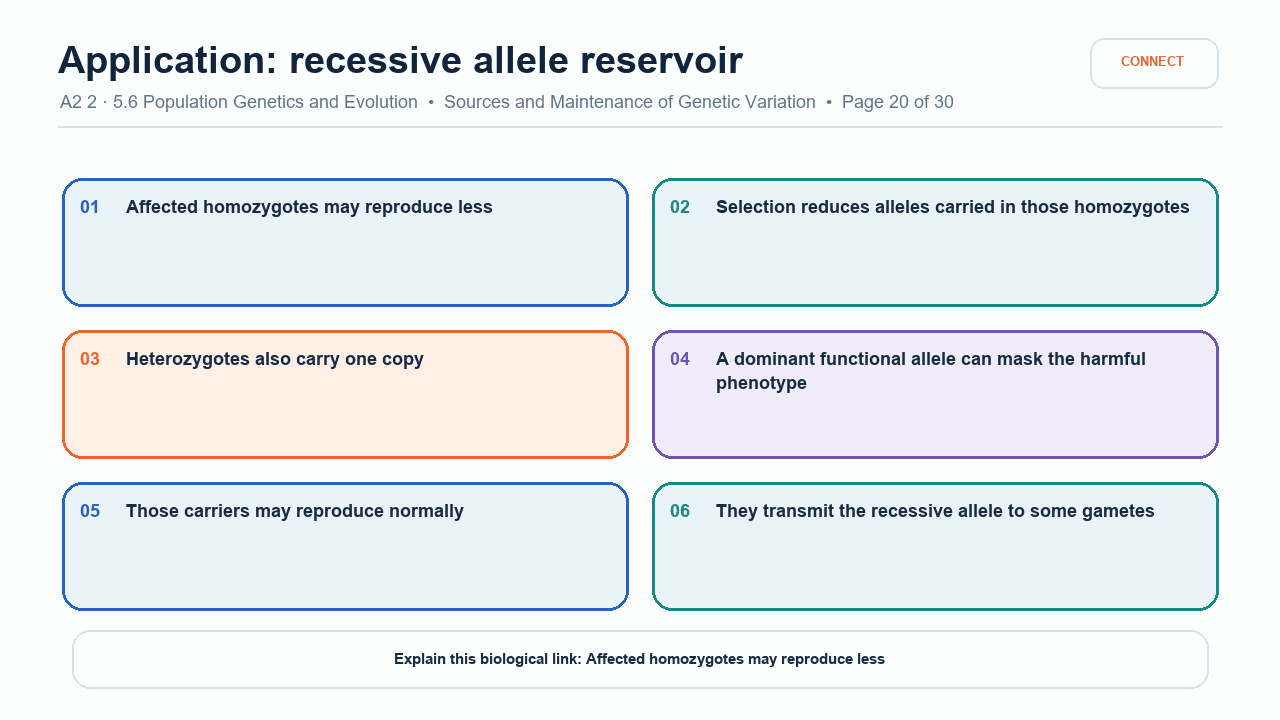 Application: recessive allele reservoir
CONNECT
A2 2 · 5.6 Population Genetics and Evolution • Sources and Maintenance of Genetic Variation • Page 20 of 30
01 Affected homozygotes may reproduce less
02 Selection reduces alleles carried in those homozygotes
03 Heterozygotes also carry one copy
04 A dominant functional allele can mask the harmful
phenotype
05 Those carriers may reproduce normally
06 They transmit the recessive allele to some gametes
Explain this biological link: Affected homozygotes may reproduce less